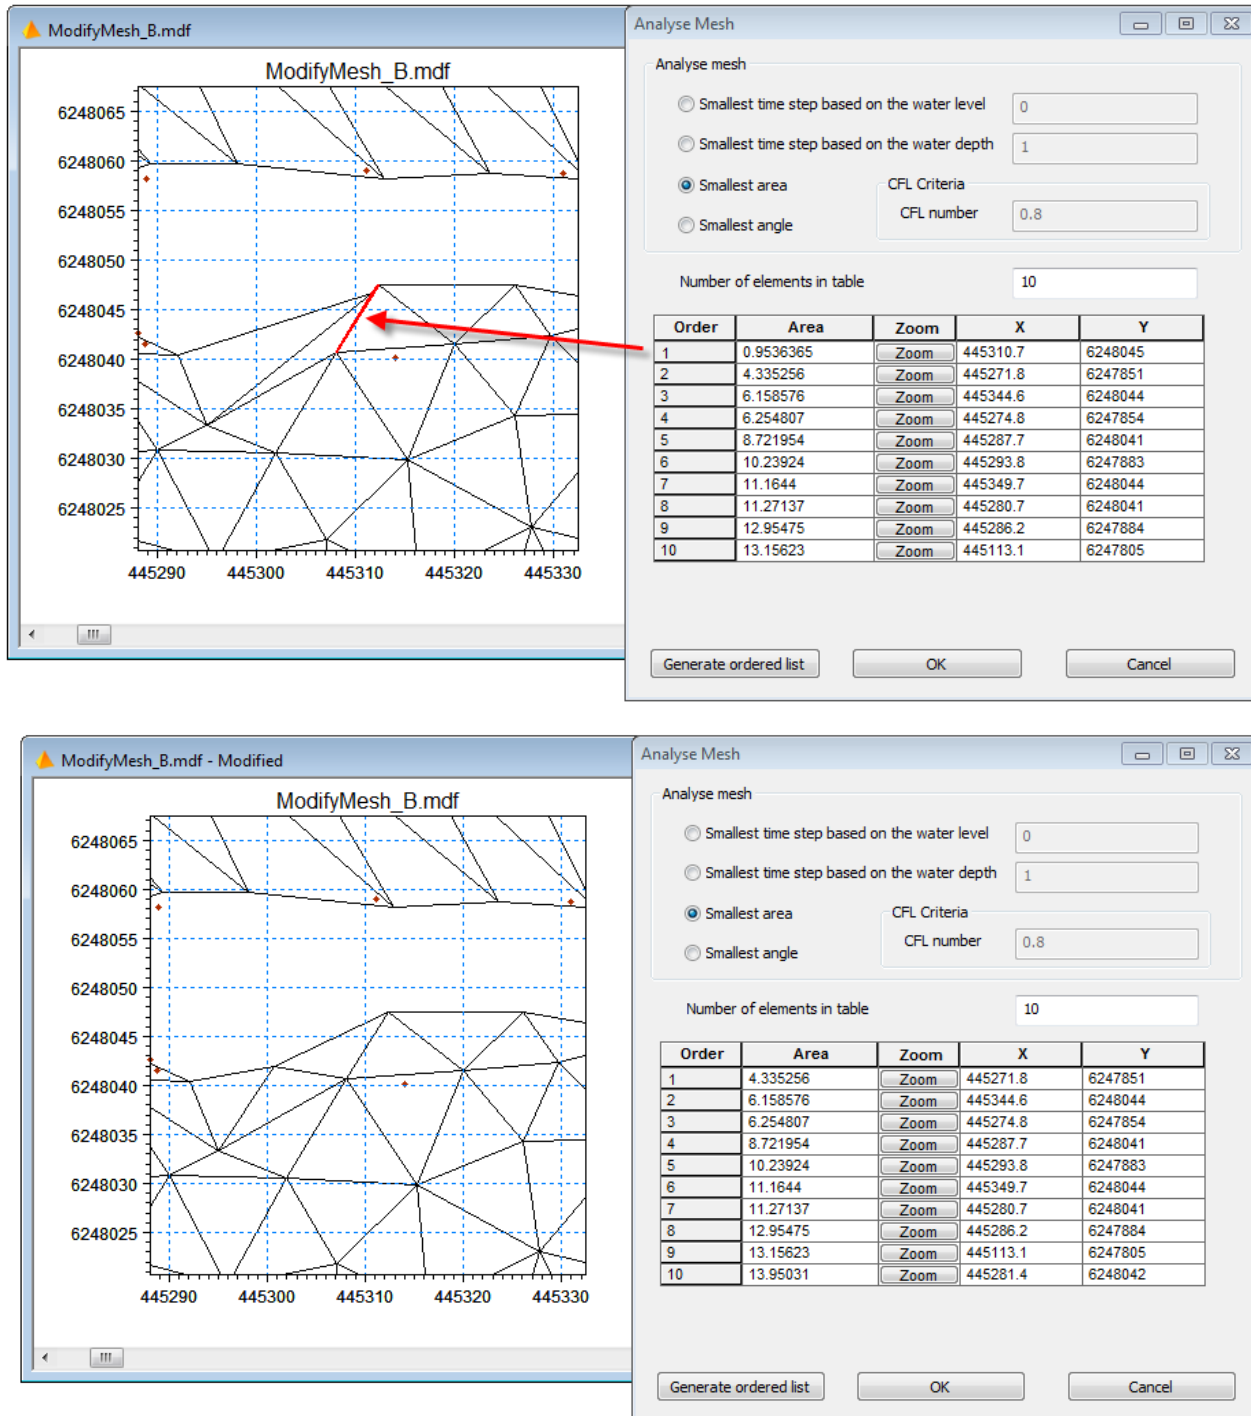 ModifyMesh_B.mdf
ModifyMesh_B.mdf
6248065
6248060
6248055
6248050
6248045
6248040
6248035
6248030
6248025
445290 445300 445310 445320 445330
Analyse Mesh
Analyse mesh
Smallest time step based on the water level 0
Smallest time step based on the water depth 1
Smallest area CFL Criteria
Smallest angle CFL number 0.8
Number of elements in table 10
Order Area Zoom X Y
1 0.9536365 Zoom 445310.7 6248045
2 4.335256 Zoom 445271.8 6247851
3 6.158576 Zoom 445344.6 6248044
4 6.254807 Zoom 445274.8 6247854
5 8.721954 Zoom 445287.7 6248041
6 10.23924 Zoom 445293.8 6247883
7 11.1644 Zoom 445349.7 6248044
8 11.27137 Zoom 445280.7 6248041
9 12.95475 Zoom 445286.2 6247884
10 13.15623 Zoom 445113.1 6247805
Generate ordered list OK Cancel
ModifyMesh_B.mdf - Modified
ModifyMesh_B.mdf
6248065
6248060
6248055
6248050
6248045
6248040
6248035
6248030
6248025
445290 445300 445310 445320 445330
Analyse Mesh
Analyse mesh
Smallest time step based on the water level 0
Smallest time step based on the water depth 1
Smallest area CFL Criteria
Smallest angle CFL number 0.8
Number of elements in table 10
Order Area Zoom X Y
1 4.335256 Zoom 445271.8 6247851
2 6.158576 Zoom 445344.6 6248044
3 6.254807 Zoom 445274.8 6247854
4 8.721954 Zoom 445287.7 6248041
5 10.23924 Zoom 445293.8 6247883
6 11.1644 Zoom 445349.7 6248044
7 11.27137 Zoom 445280.7 6248041
8 12.95475 Zoom 445286.2 6247884
9 13.15623 Zoom 445113.1 6247805
10 13.95031 Zoom 445281.4 6248042
Generate ordered list OK Cancel